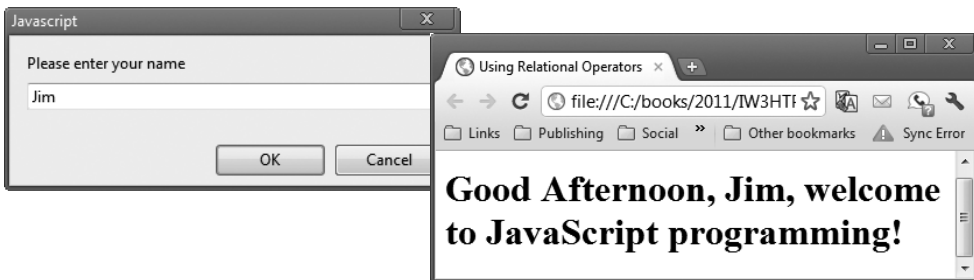 Javascript
Please enter your name
Jim
OK
Cancel
Using Relational Operators
file:///C:/books/2011/IW3HTF
Links Publishing Social » Other bookmarks Sync Error
Good Afternoon, Jim, welcome
to JavaScript programming!